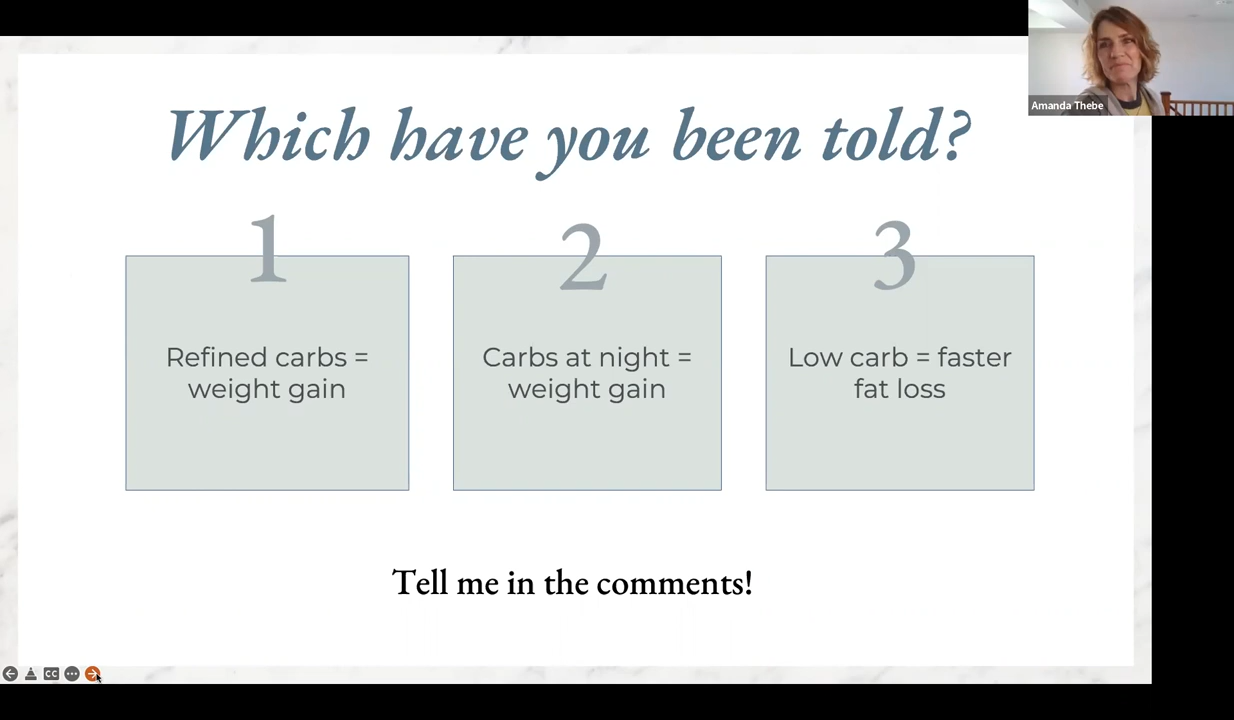 Amanda Thebe
Which have you been told?
1
Refined carbs =
weight gain
2
Carbs at night =
weight gain
3
Low carb = faster
fat loss
Tell me in the comments!
CC